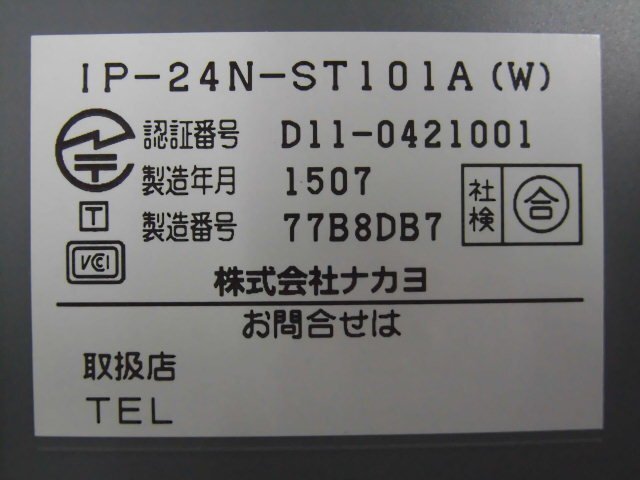 IP-24N-ST101A(W)
認証番号 D11-0421001
製造年月 1507
T 製造番号 77B8DB7
社検 合
VCI
株式会社ナカヨ
お問合せは
取扱店
TEL